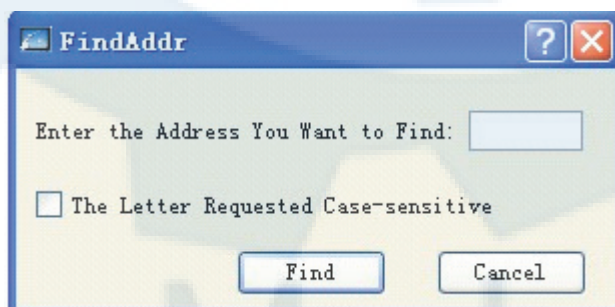 FindAddr
Enter the Address You Want to Find:
The Letter Requested Case-sensitive
Find Cancel